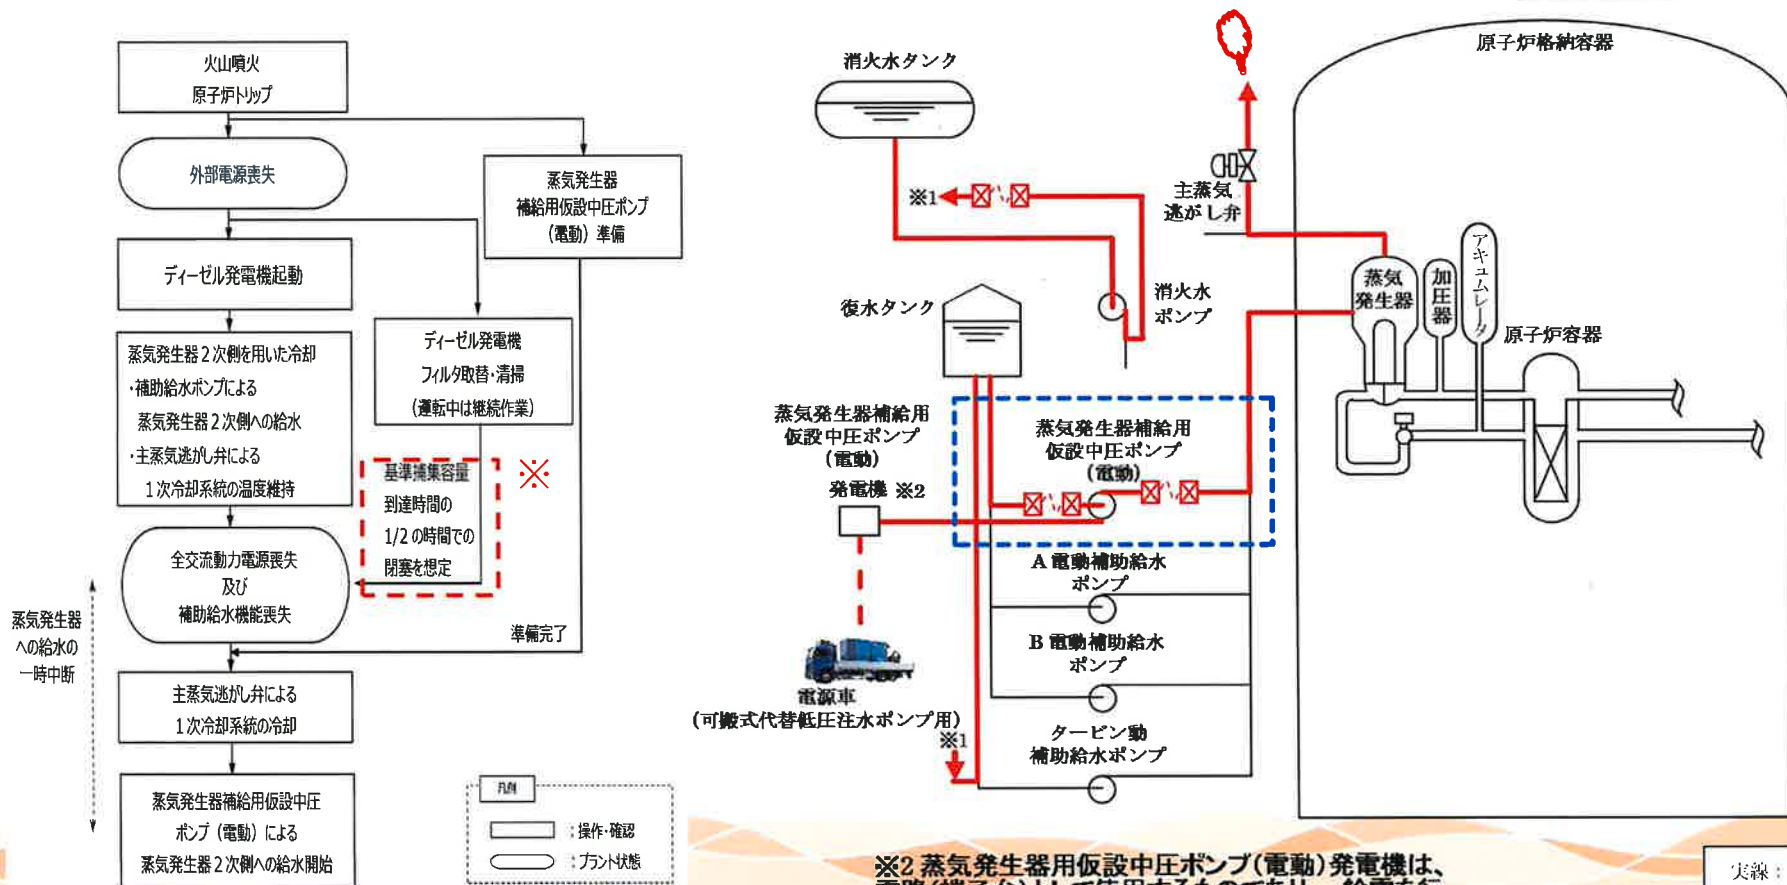 火山噴火
原子炉トリップ
外部電源喪失
蒸気発生器
補給用仮設中圧ポンプ
(電動) 準備
ディーゼル発電機起動
ディーゼル発電機
フィルタ取替・清掃
(運転中は継続作業)
蒸気発生器2次側を用いた冷却
・補助給水ポンプによる
蒸気発生器2次側への給水
・主蒸気逃がし弁による
1次冷却系統の温度維持
基準捕集容量
到達時間の
1/2の時間での
閉塞を想定
※
全交流動力電源喪失
及び
補助給水機能喪失
準備完了
蒸気発生器
への給水の
一時中断
主蒸気逃がし弁による
1次冷却系統の冷却
蒸気発生器補給用仮設中圧
ポンプ(電動)による
蒸気発生器2次側への給水開始
凡例
:操作・確認
:プラント状態
消火水タンク
※1
主蒸気
逃がし弁
原子炉格納容器
復水タンク
消火水
ポンプ
蒸気
発生器
加圧器
アキュムレータ
原子炉容器
蒸気発生器補給用
仮設中圧ポンプ
(電動)
発電機 ※2
蒸気発生器補給用
仮設中圧ポンプ
(電動)
A 電動補助給水
ポンプ
B 電動補助給水
ポンプ
タービン動
補助給水ポンプ
電源車
(可搬式代替低圧注水ポンプ用)
※1
※2 蒸気発生器用仮設中圧ポンプ(電動)発電機は、
実線: